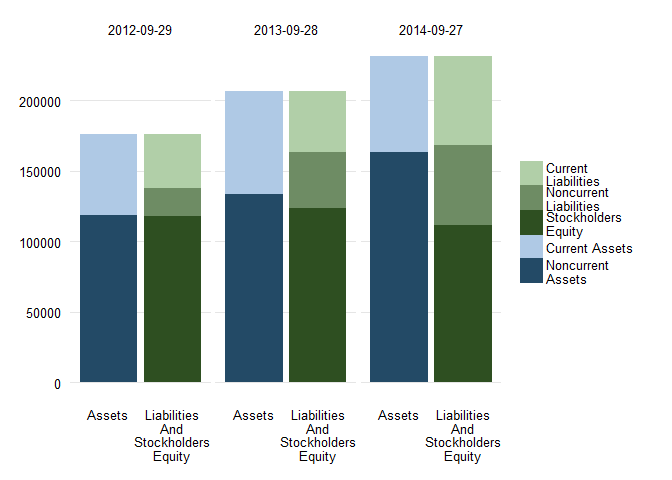 2012-09-29
2013-09-28
2014-09-27
200000
150000
100000
50000
0
Current
Liabilities
Noncurrent
Liabilities
Stockholders
Equity
Current Assets
Noncurrent
Assets
Assets
Liabilities
And
Stockholders
Equity
Assets
Liabilities
And
Stockholders
Equity
Assets
Liabilities
And
Stockholders
Equity